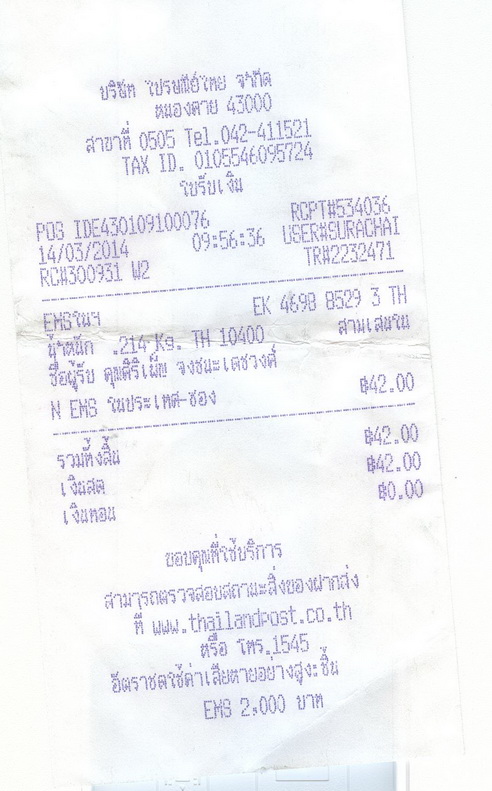 บริษัท ไปรษณีย์ไทย จำกัด
หนองคาย 43000
สาขาที่ 0505 Tel.042-411521
TAX ID. 0105546095724
ใบรับเงิน
POS IDE430109100076 RCPT#534036
14/03/2014 09:56:36 USER#SURACHAI
RC#300931 W2 TR#2232471
EMSในฯ EK 4698 8529 3 TH
น้ำหนัก .214 Kg. TH 10400 สามเสนใน
ชื่อผู้รับ คุณศิริเพ็ญ จงชนะเดชวงศ์
N EMS ในประเทศ-ซอง ฿42.00
รวมทั้งสิ้น ฿42.00
เงินสด ฿42.00
เงินทอน ฿0.00
ขอบคุณที่ใช้บริการ
สามารถตรวจสอบสถานะสิ่งของฝากส่ง
ที่ www.thailandpost.co.th
หรือ โทร.1545
อัตราชดใช้ค่าเสียหายอย่างสูง:ชิ้น
EMS 2,000 บาท